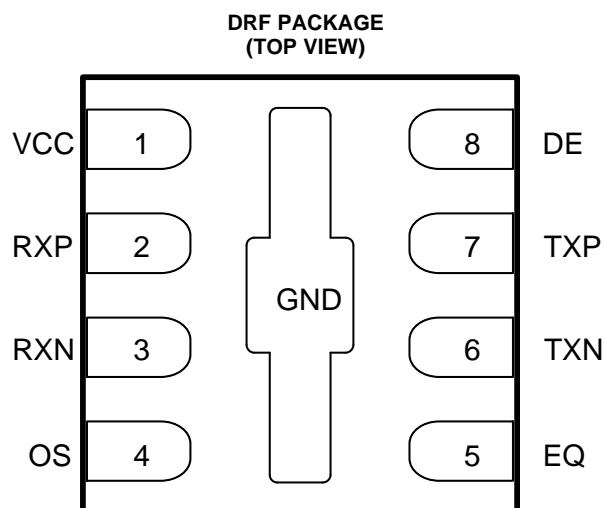 DRF PACKAGE
(TOP VIEW)
VCC 1 8 DE
RXP 2 7 TXP
GND
RXN 3 6 TXN
OS 4 5 EQ